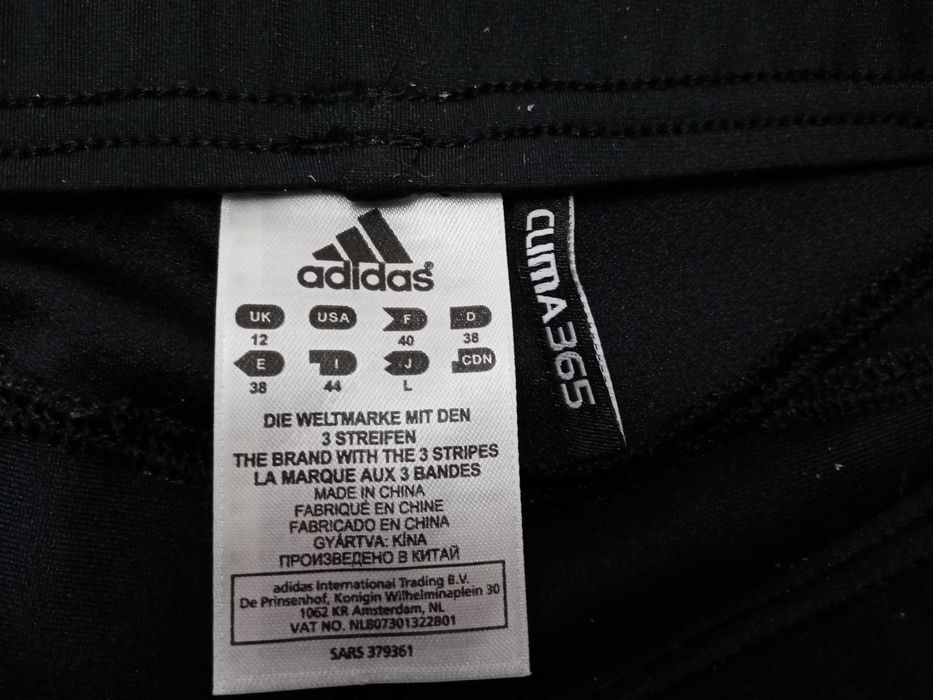 adidas®
UK USA F D
12 40 38
E I J CDN
38 44 L
DIE WELTMARKE MIT DEN
3 STREIFEN
THE BRAND WITH THE 3 STRIPES
LA MARQUE AUX 3 BANDES
MADE IN CHINA
FABRIQUÉ EN CHINE
FABRICADO EN CHINA
GYÁRTVA: KÍNA
ПРОИЗВЕДЕНО В КИТАЙ
adidas International Trading B.V.
De Prinsenhof, Konigin Wilhelminaplein 30
1062 KR Amsterdam, NL
VAT NO. NL807301322B01
SARS 379361
CLIMA365